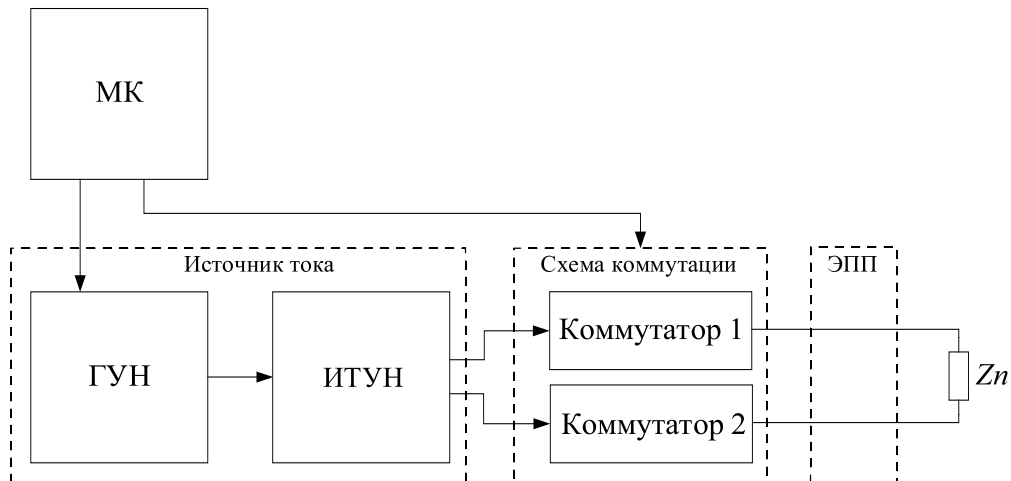 МК
Источник тока
Схема коммутации
ЭПП
ГУН
ИТУН
Коммутатор 1
Zn
Коммутатор 2